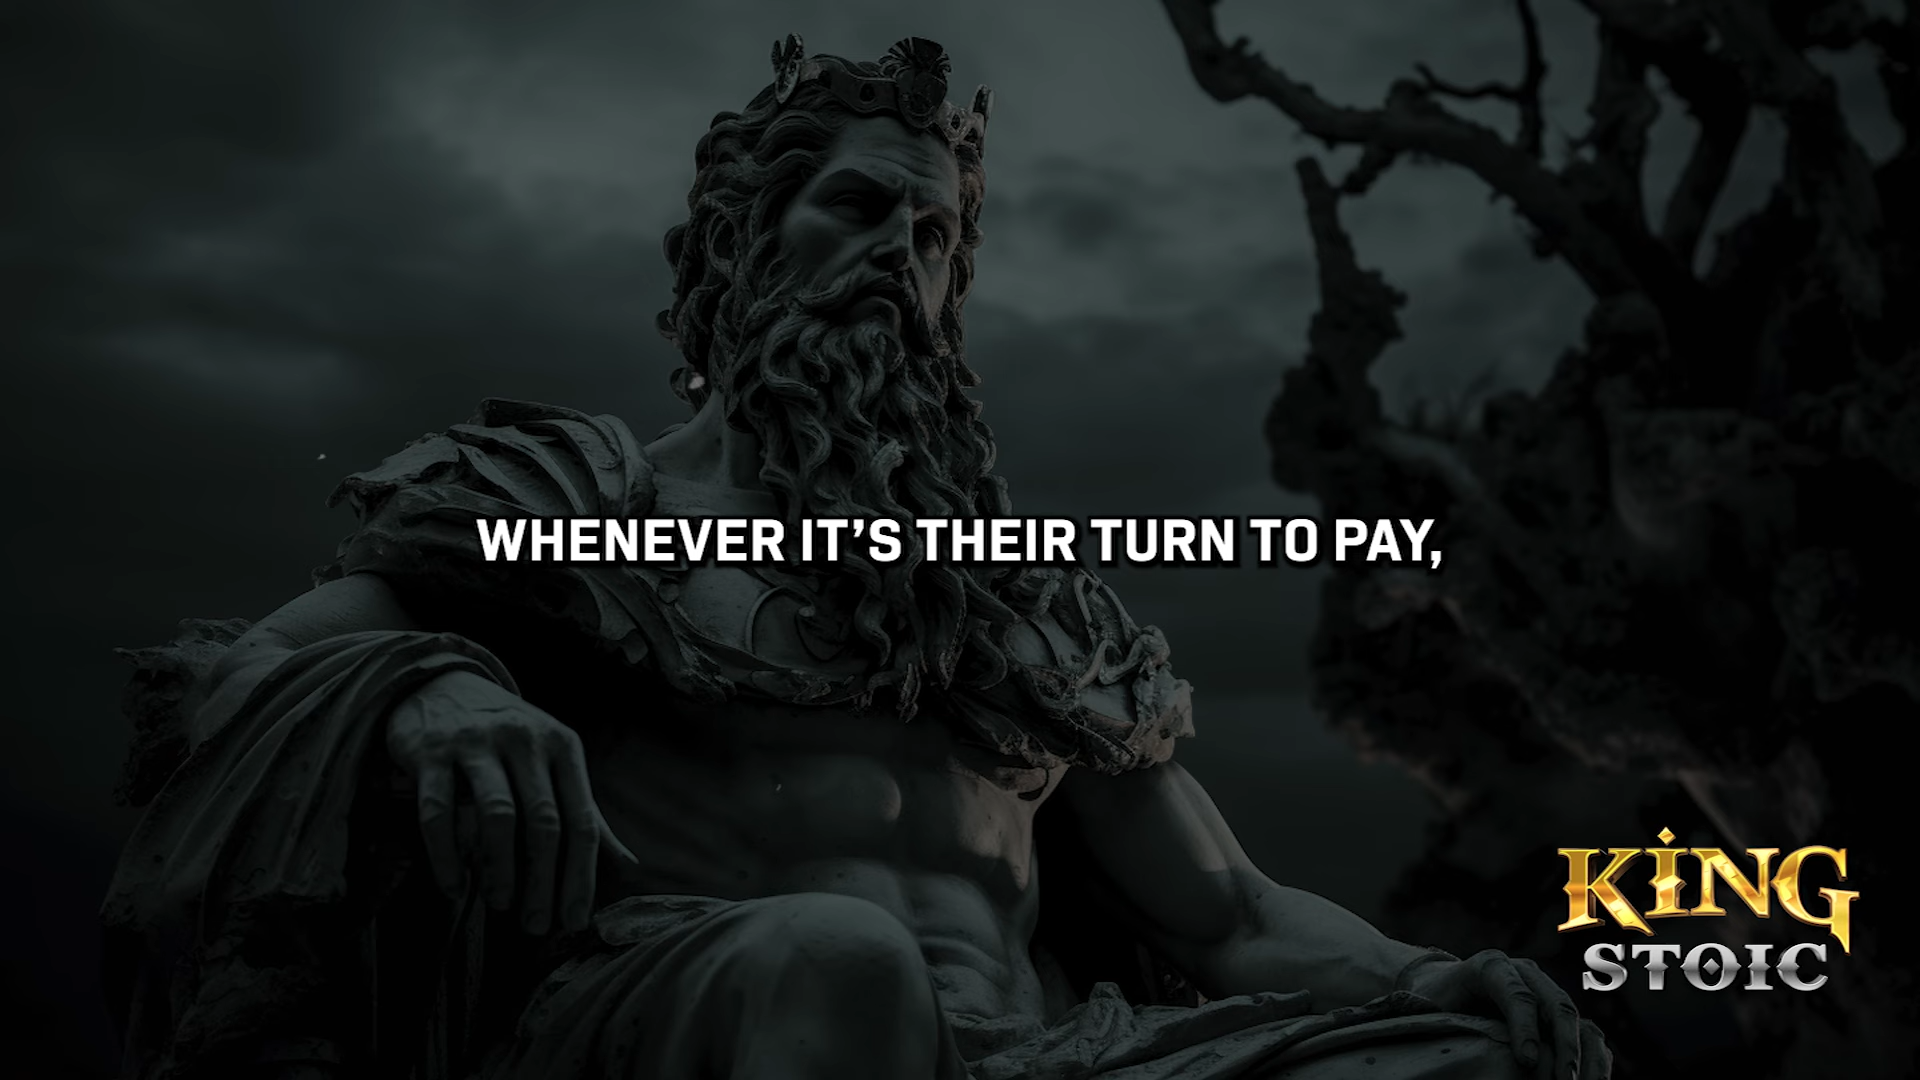 WHENEVER IT’S THEIR TURN TO PAY,
KING
STOIC